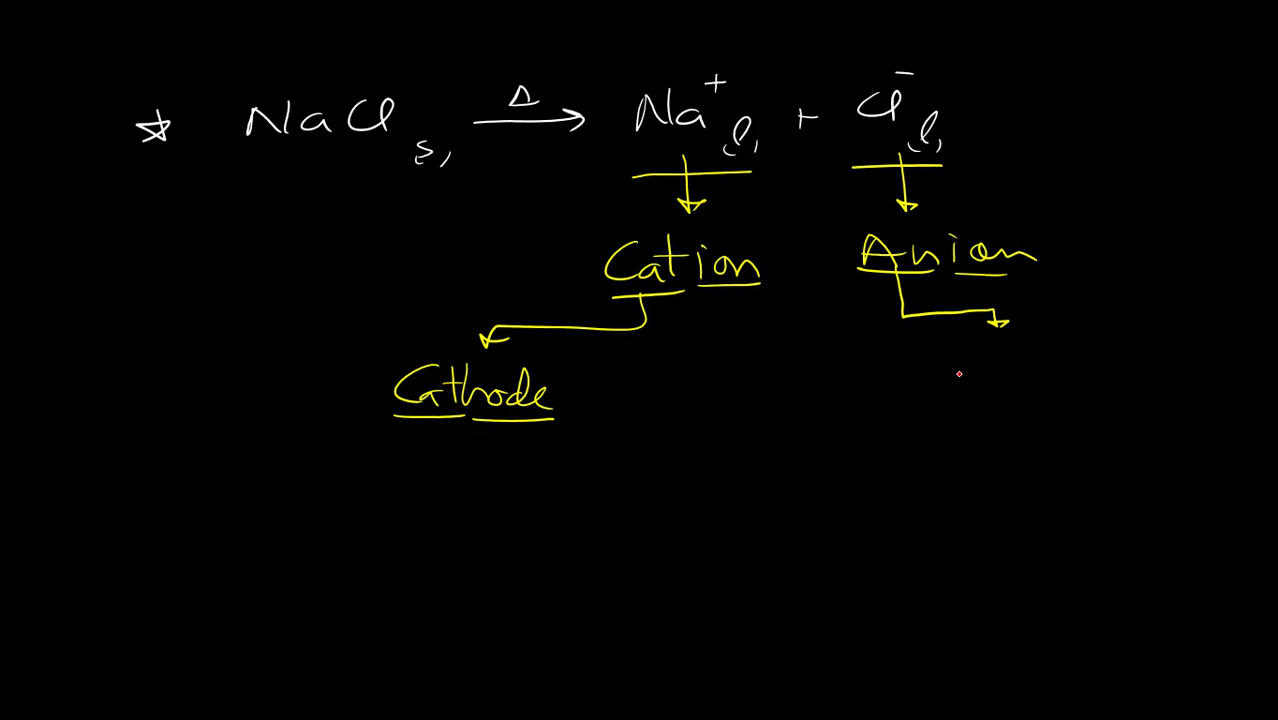 ☆ NaCl(s) —Δ→ Na⁺(l) + Cl⁻(l)
Cation Anion
Cathode